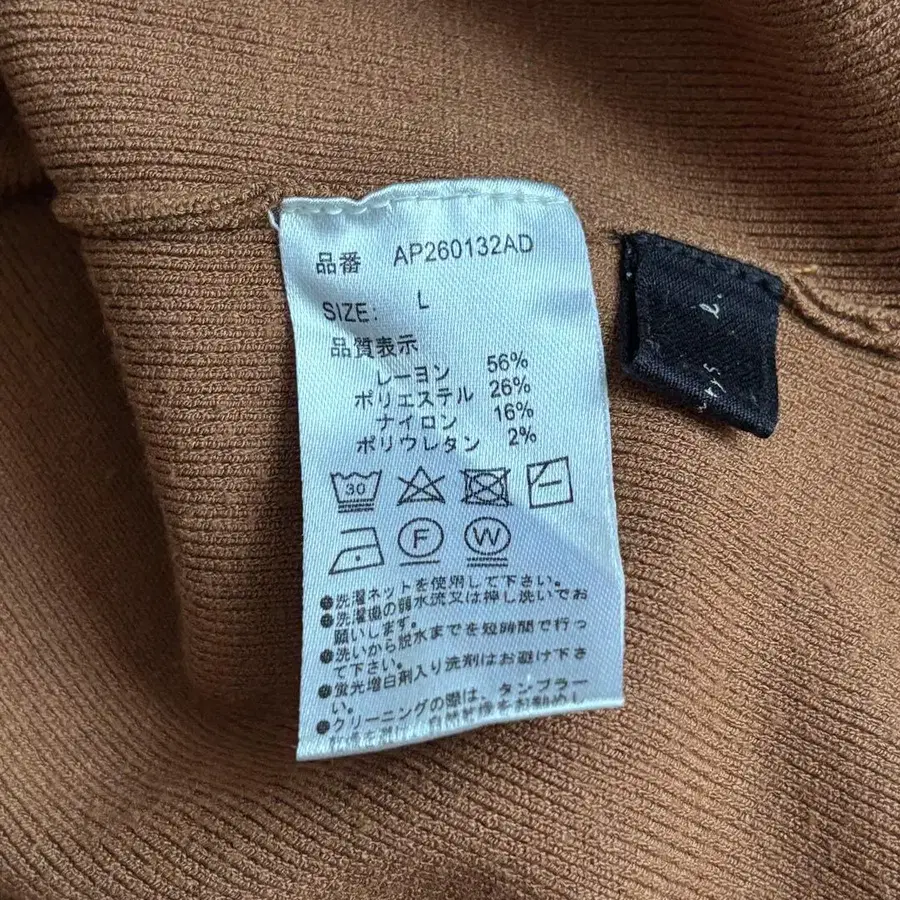 品番 AP260132AD
SIZE: L
品質表示
レーヨン 56%
ポリエステル 26%
ナイロン 16%
ポリウレタン 2%
30
F W
●洗濯ネットを使用して下さい。
●洗濯機の弱水流又は押し洗いでお
願いします。
●洗いから脱水までを短時間で行っ
て下さい。
●蛍光増白剤入り洗剤はお避け下さ
い。
●クリーニングの際は、タンブラー